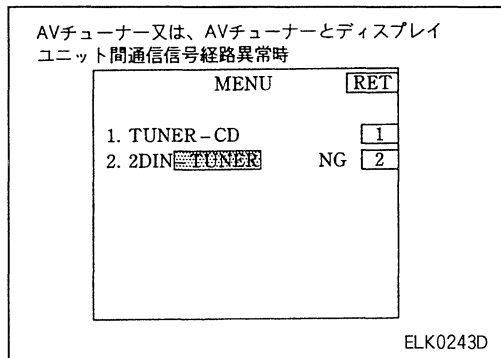 AVチューナー又は、AVチューナーとディスプレイ
ユニット間通信信号経路異常時
MENU RET
1. TUNER-CD 1
2. 2DIN-TUNER NG 2
ELK0243D